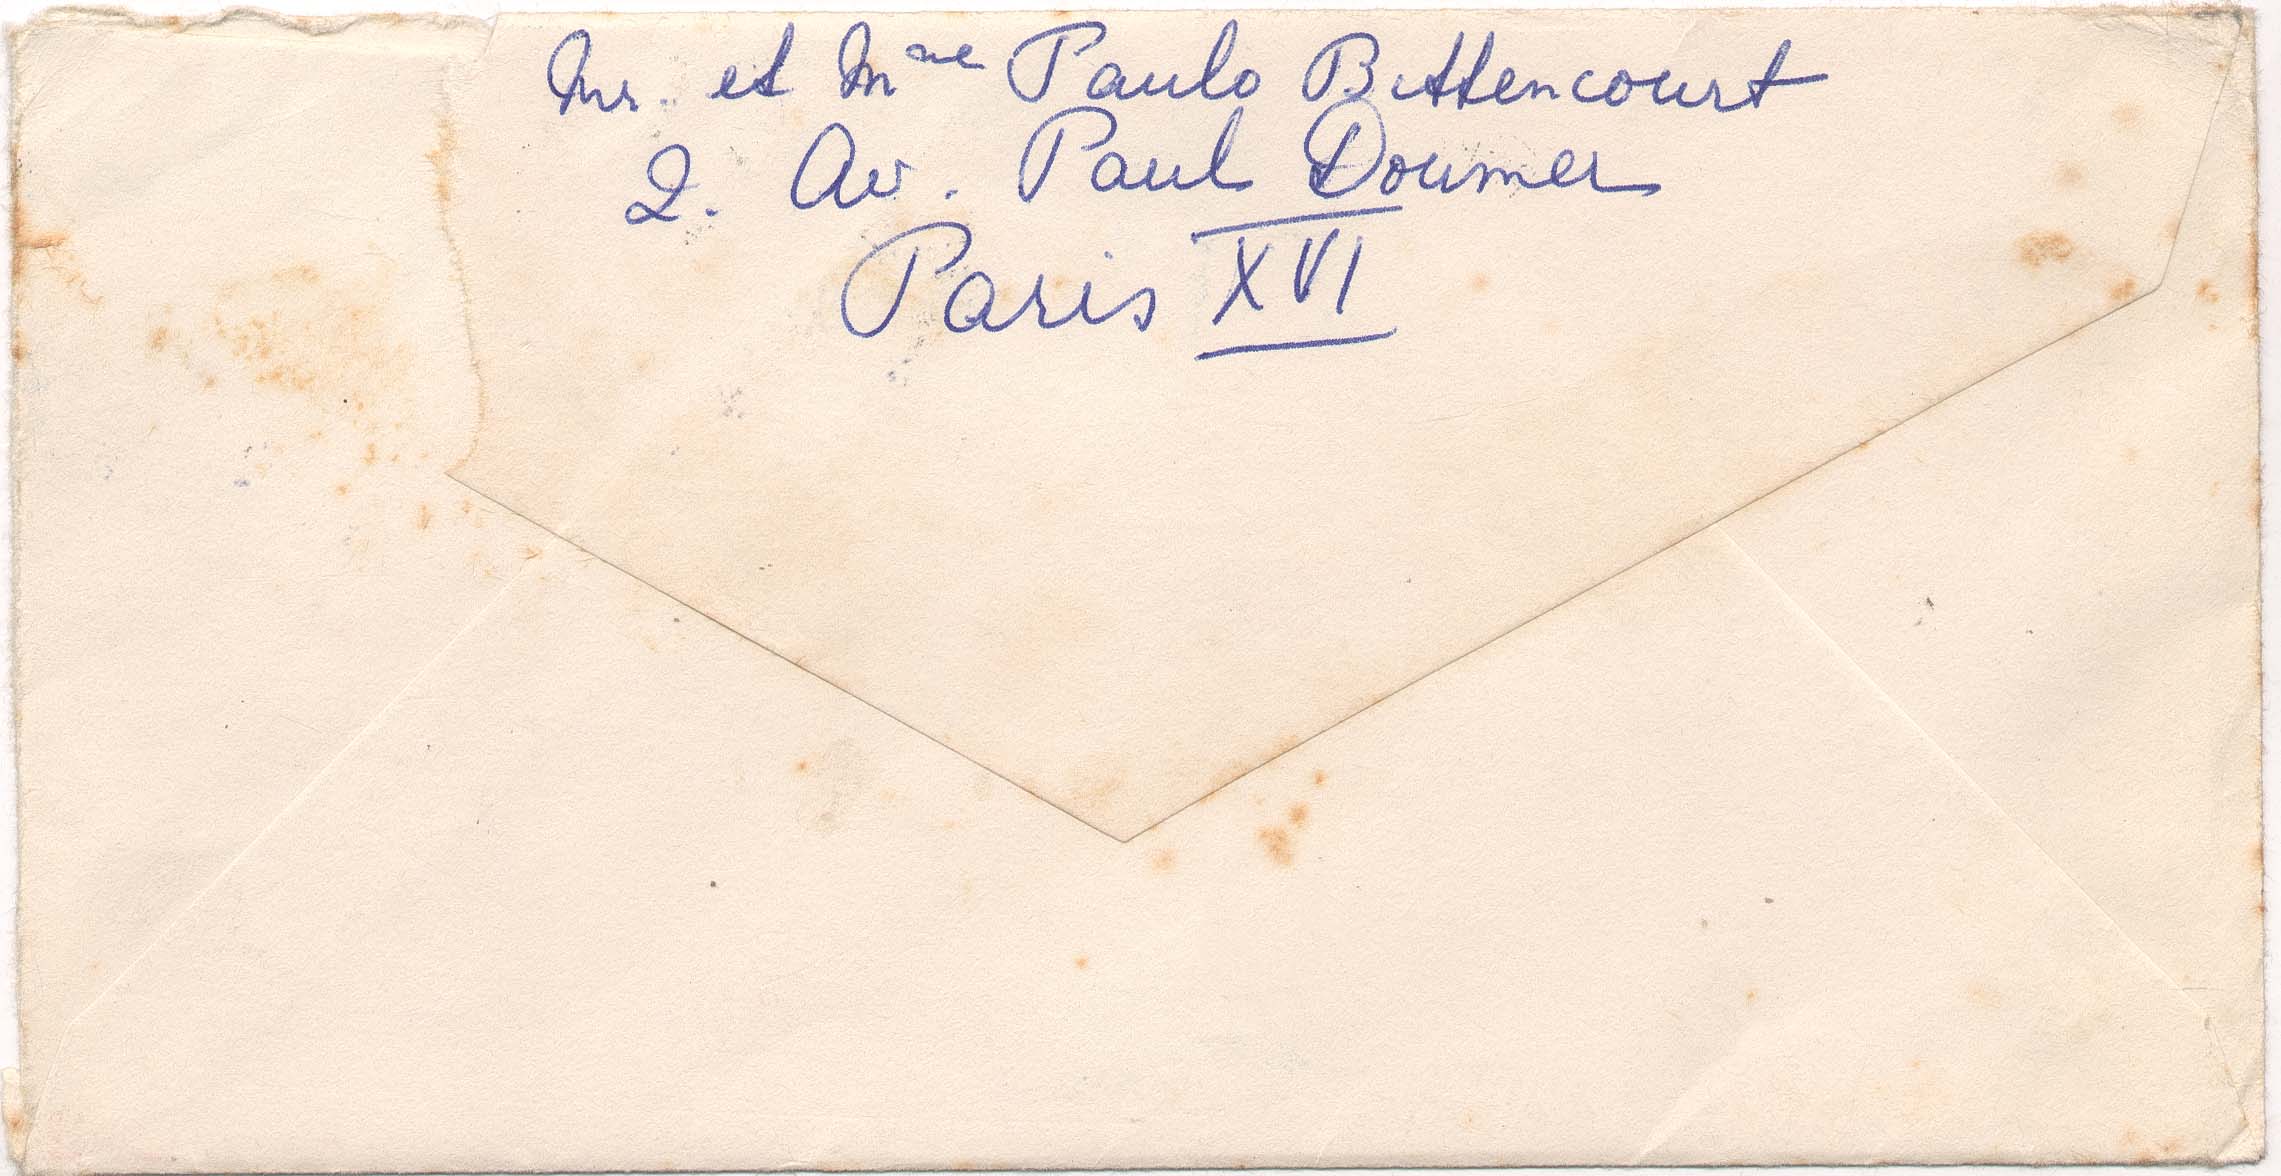 Mr. et Mme Paulo Bittencourt
2. Av. Paul Doumer
Paris XVI